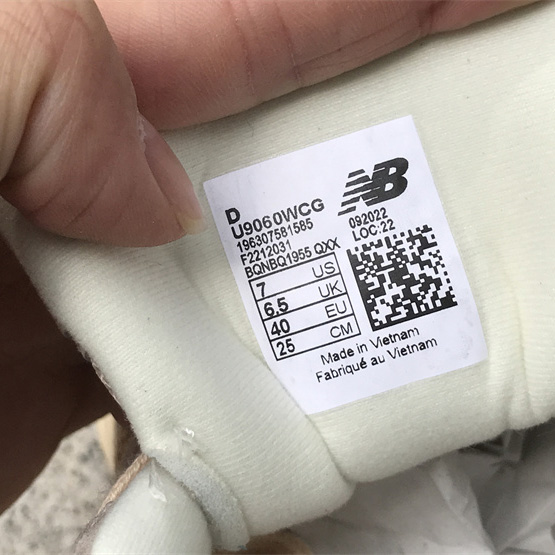 NB
D
U9060WCG
196307581585
F2212031
BQNBQ1955 QXX
092022
LOC:22
7 US
6.5 UK
40 EU
25 CM
Made in Vietnam
Fabriqué au Vietnam